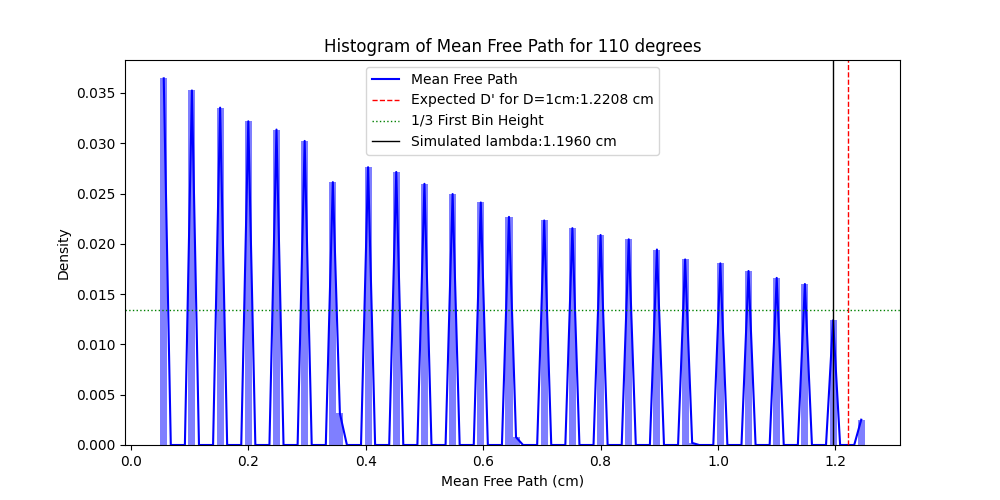 Histogram of Mean Free Path for 110 degrees
Mean Free Path
Expected D' for D=1cm:1.2208 cm
1/3 First Bin Height
Simulated lambda:1.1960 cm
Density
0.035
0.030
0.025
0.020
0.015
0.010
0.005
0.000
0.0 0.2 0.4 0.6 0.8 1.0 1.2
Mean Free Path (cm)